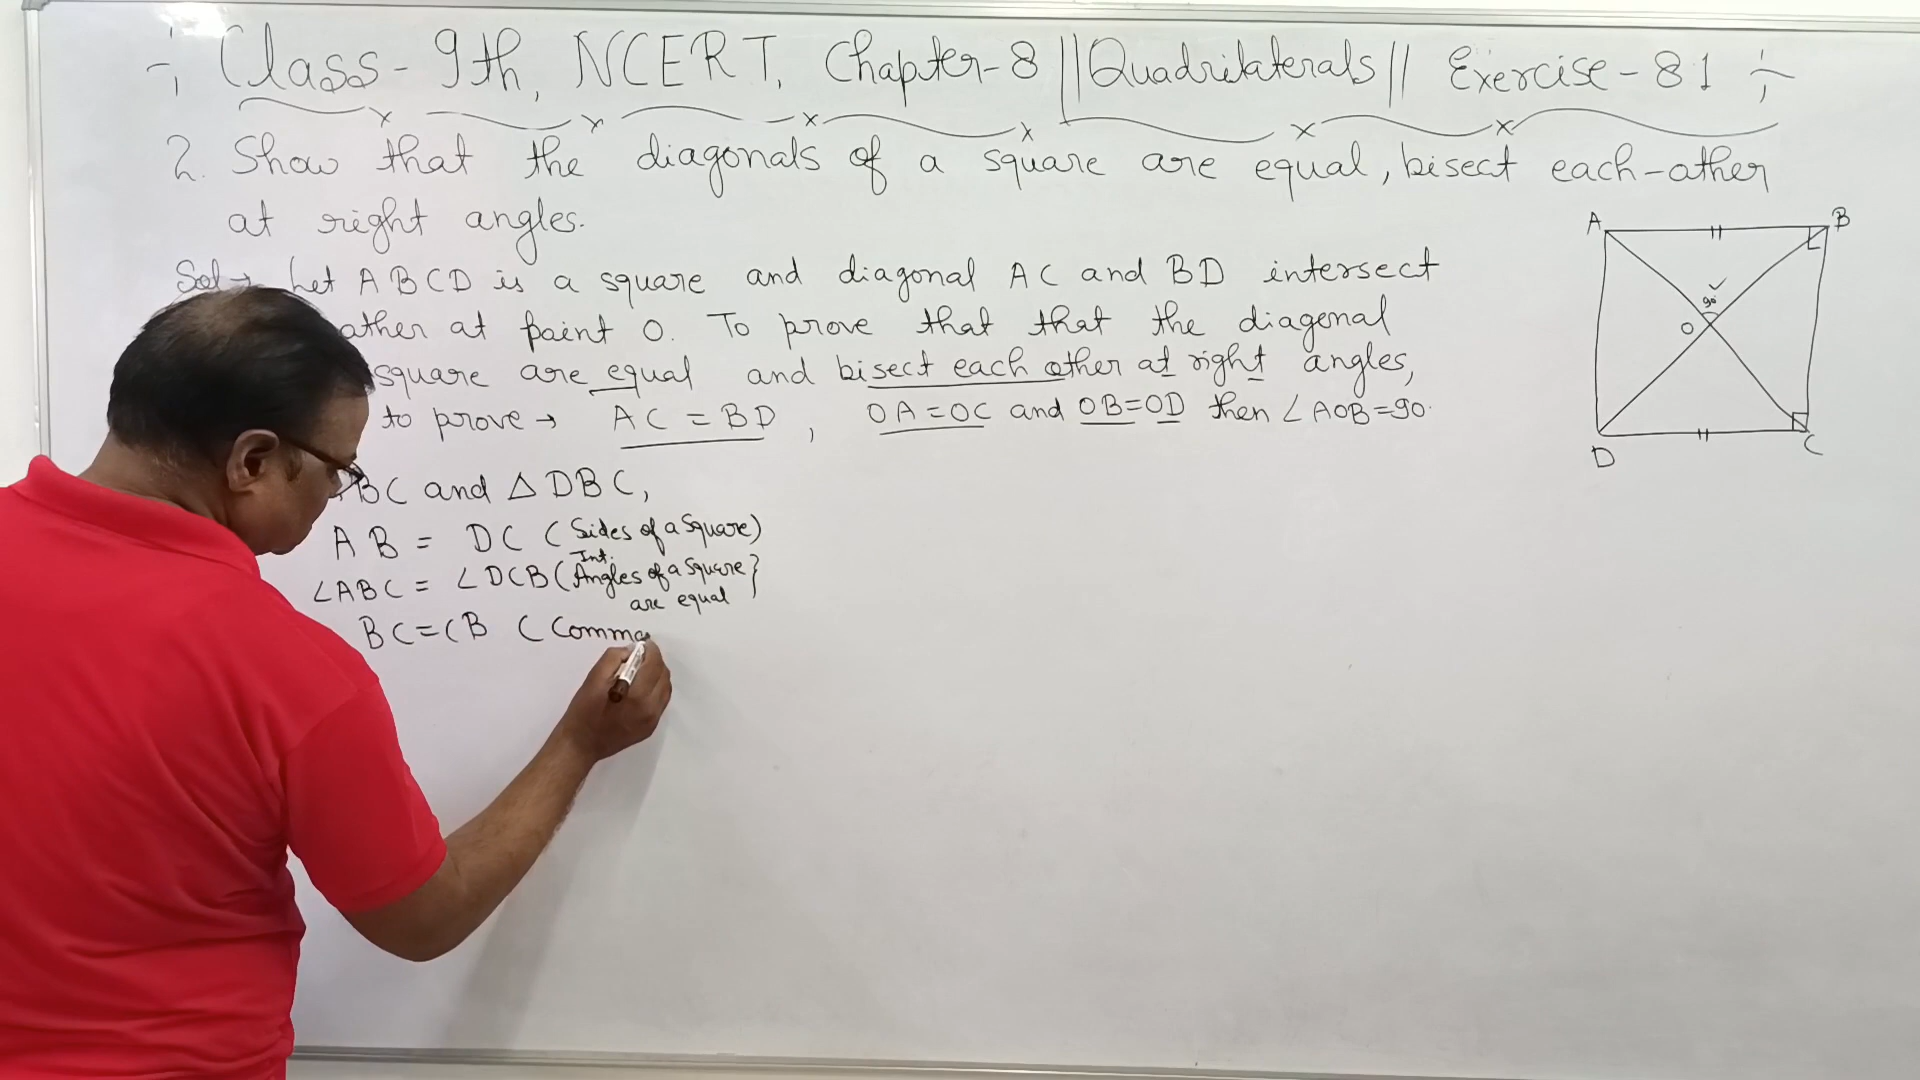 Class - 9th, NCERT, Chapter-8 ||Quadrilaterals|| Exercise - 8.1
2. Show that the diagonals of a square are equal, bisect each-other
at right angles.
Sol → Let ABCD is a square and diagonal AC and BD intersect
other at point O. To prove that that the diagonal
square are equal and bisect each other at right angles,
to prove → AC = BD , OA = OC and OB = OD then ∠AOB = 90.
BC and △ DBC,
AB = DC (Sides of a Square)
∠ABC = ∠DCB (Int. Angles of a Square
are equal}
BC = CB ( Commo
A
B
90°
O
D
C